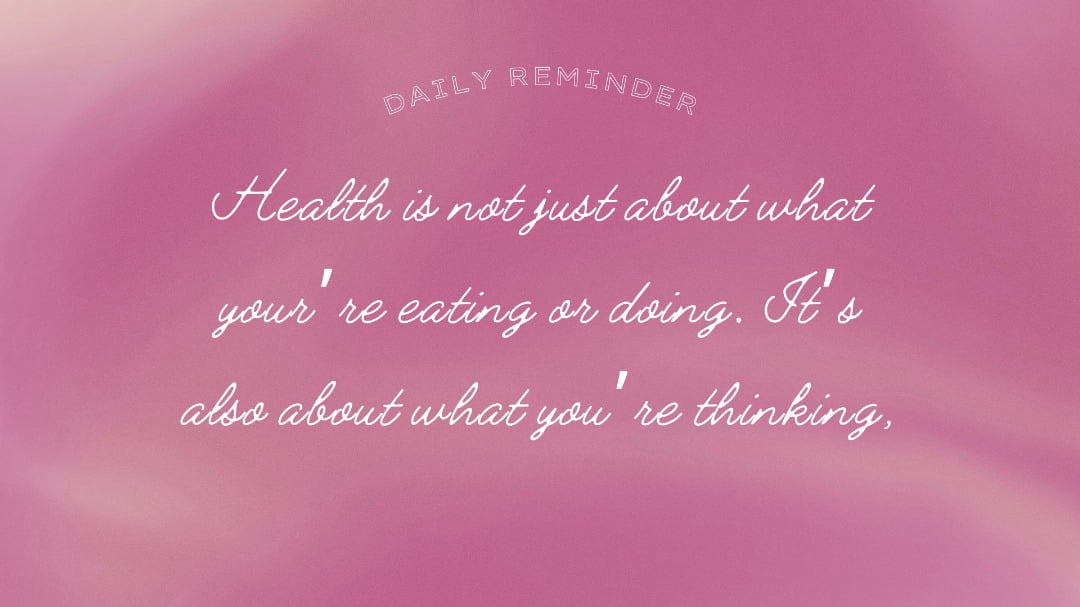 DAILY REMINDER
Health is not just about what
your're eating or doing. It's
also about what you're thinking,